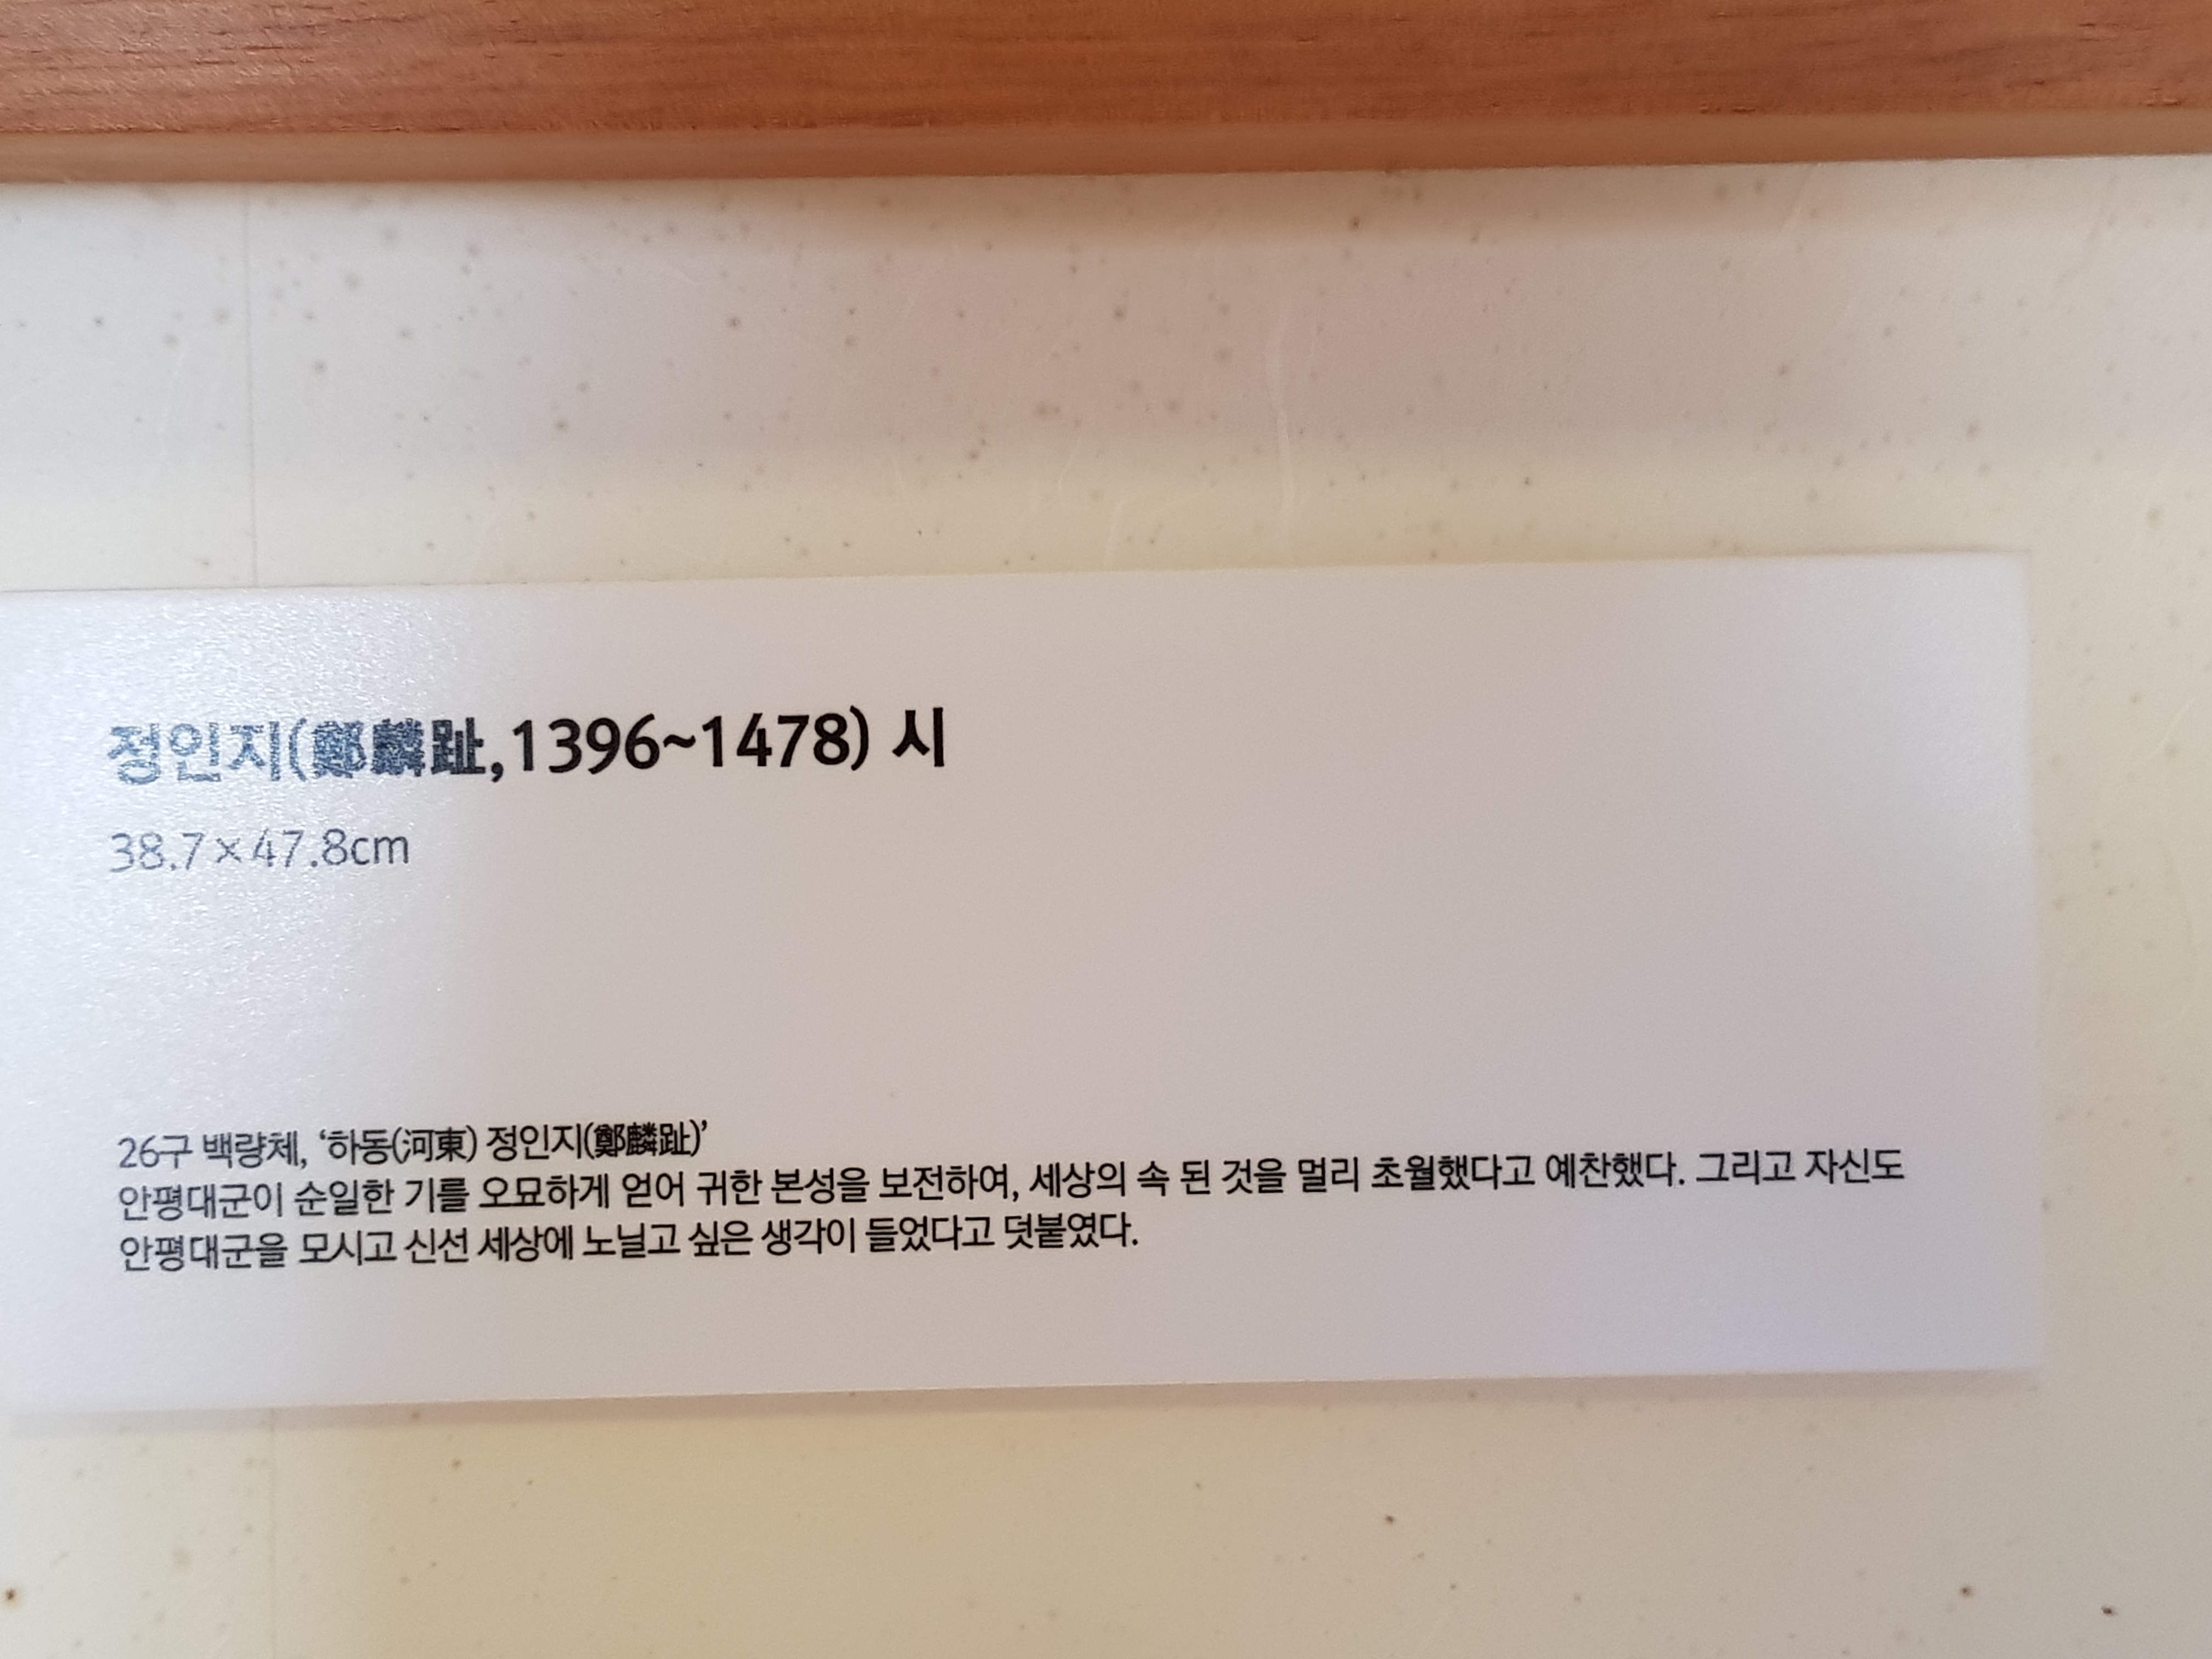 정인지(鄭麟趾,1396~1478) 시
38.7×47.8cm
26구 백량체, ‘하동(河東) 정인지(鄭麟趾)’
안평대군이 순일한 기를 오묘하게 얻어 귀한 본성을 보전하여, 세상의 속 된 것을 멀리 초월했다고 예찬했다. 그리고 자신도
안평대군을 모시고 신선 세상에 노닐고 싶은 생각이 들었다고 덧붙였다.